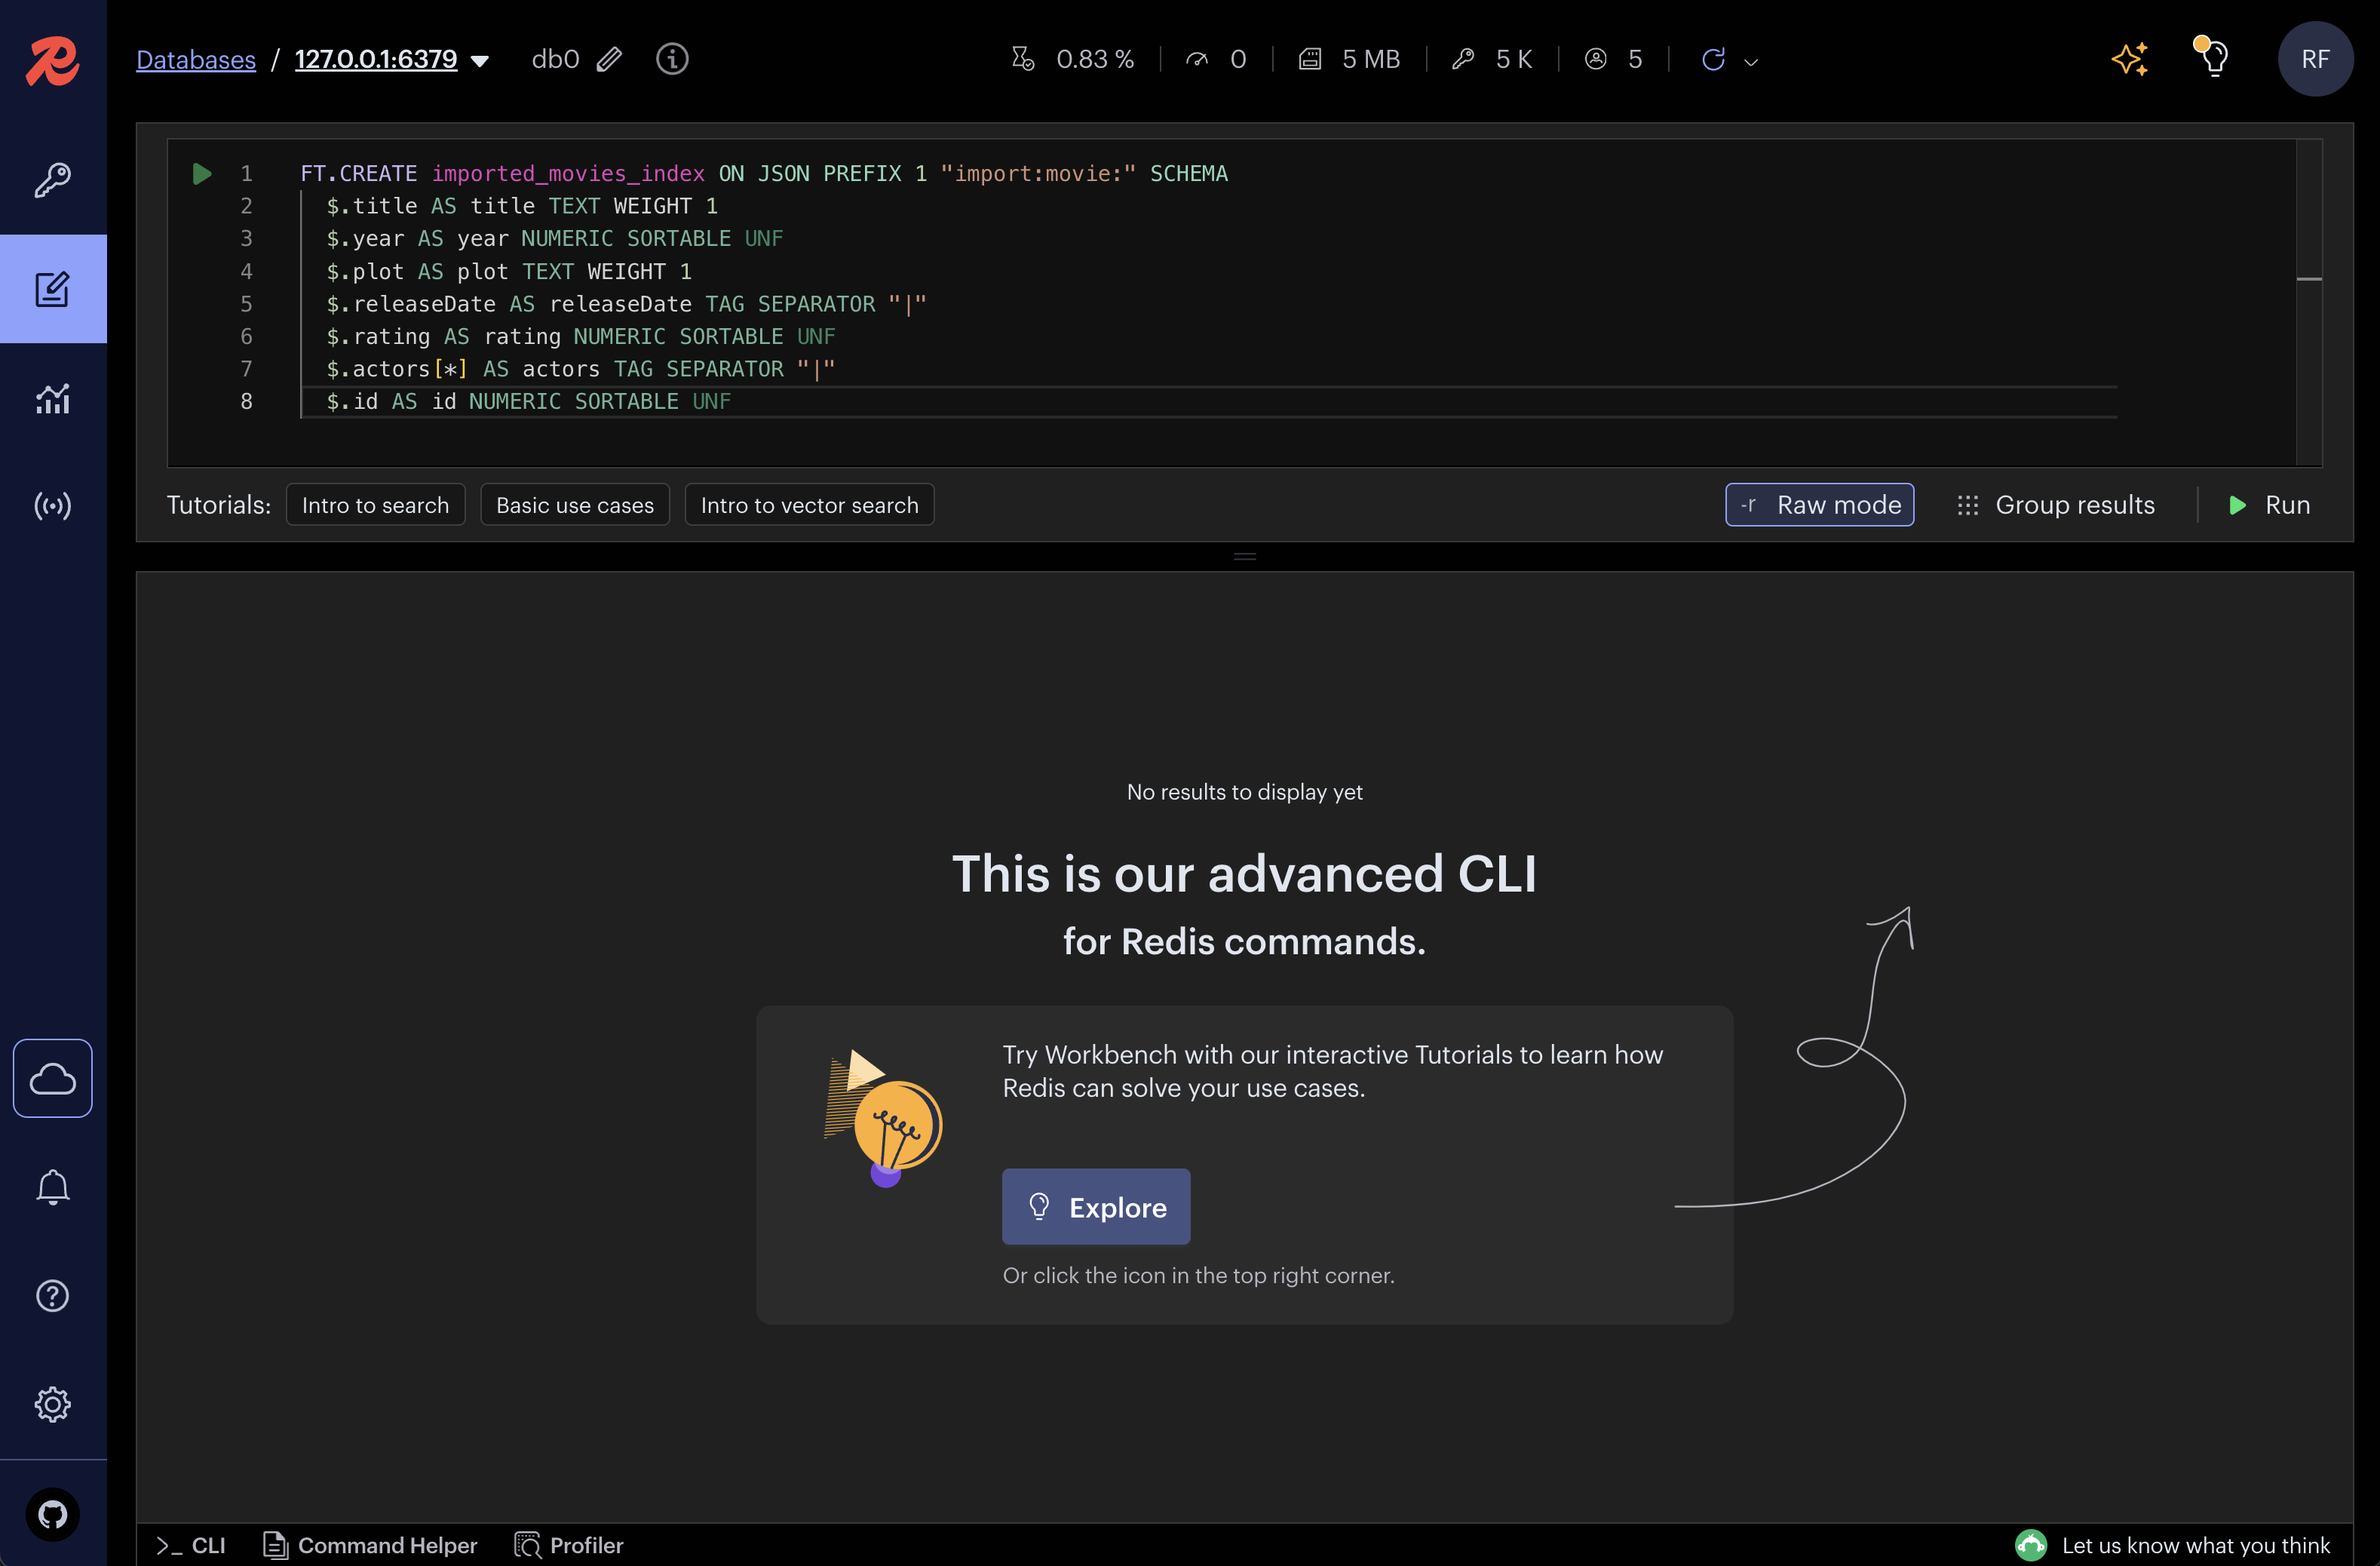 Databases / 127.0.0.1:6379 db0 0.83 % 0 5 MB 5 K 5 RF
1 FT.CREATE imported_movies_index ON JSON PREFIX 1 "import:movie:" SCHEMA
2 $.title AS title TEXT WEIGHT 1
3 $.year AS year NUMERIC SORTABLE UNF
4 $.plot AS plot TEXT WEIGHT 1
5 $.releaseDate AS releaseDate TAG SEPARATOR "|"
6 $.rating AS rating NUMERIC SORTABLE UNF
7 $.actors[*] AS actors TAG SEPARATOR "|"
8 $.id AS id NUMERIC SORTABLE UNF
Tutorials: Intro to search Basic use cases Intro to vector search -r Raw mode Group results Run
No results to display yet
This is our advanced CLI
for Redis commands.
Try Workbench with our interactive Tutorials to learn how
Redis can solve your use cases.
Explore
Or click the icon in the top right corner.
>_ CLI Command Helper Profiler Let us know what you think